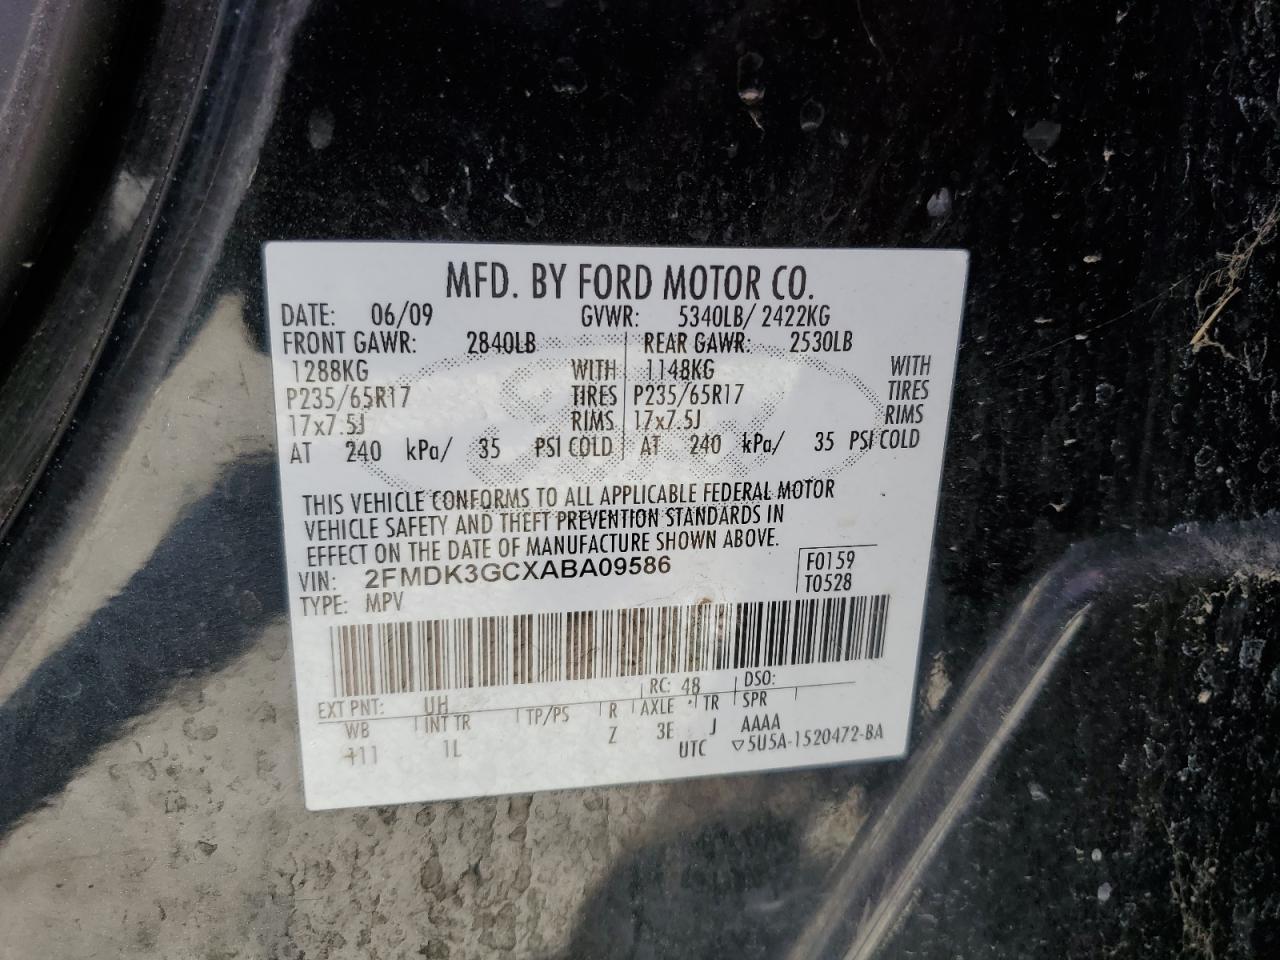 MFD. BY FORD MOTOR CO.
DATE: 06/09 GVWR: 5340LB/ 2422KG
FRONT GAWR: 2840LB REAR GAWR: 2530LB
1288KG WITH 1148KG WITH
P235/65R17 TIRES P235/65R17 TIRES
17x7.5J RIMS 17x7.5J RIMS
AT 240 kPa/ 35 PSI COLD AT 240 kPa/ 35 PSI COLD
THIS VEHICLE CONFORMS TO ALL APPLICABLE FEDERAL MOTOR
VEHICLE SAFETY AND THEFT PREVENTION STANDARDS IN
EFFECT ON THE DATE OF MANUFACTURE SHOWN ABOVE.
VIN: 2FMDK3GCXABA09586 F0159
TYPE: MPV T0528
EXT PNT: UH RC: 48 DSO:
WB INT TR TP/PS R AXLE TR SPR
111 1L Z 3E J AAAA
UTC ▽5U5A-1520472-BA